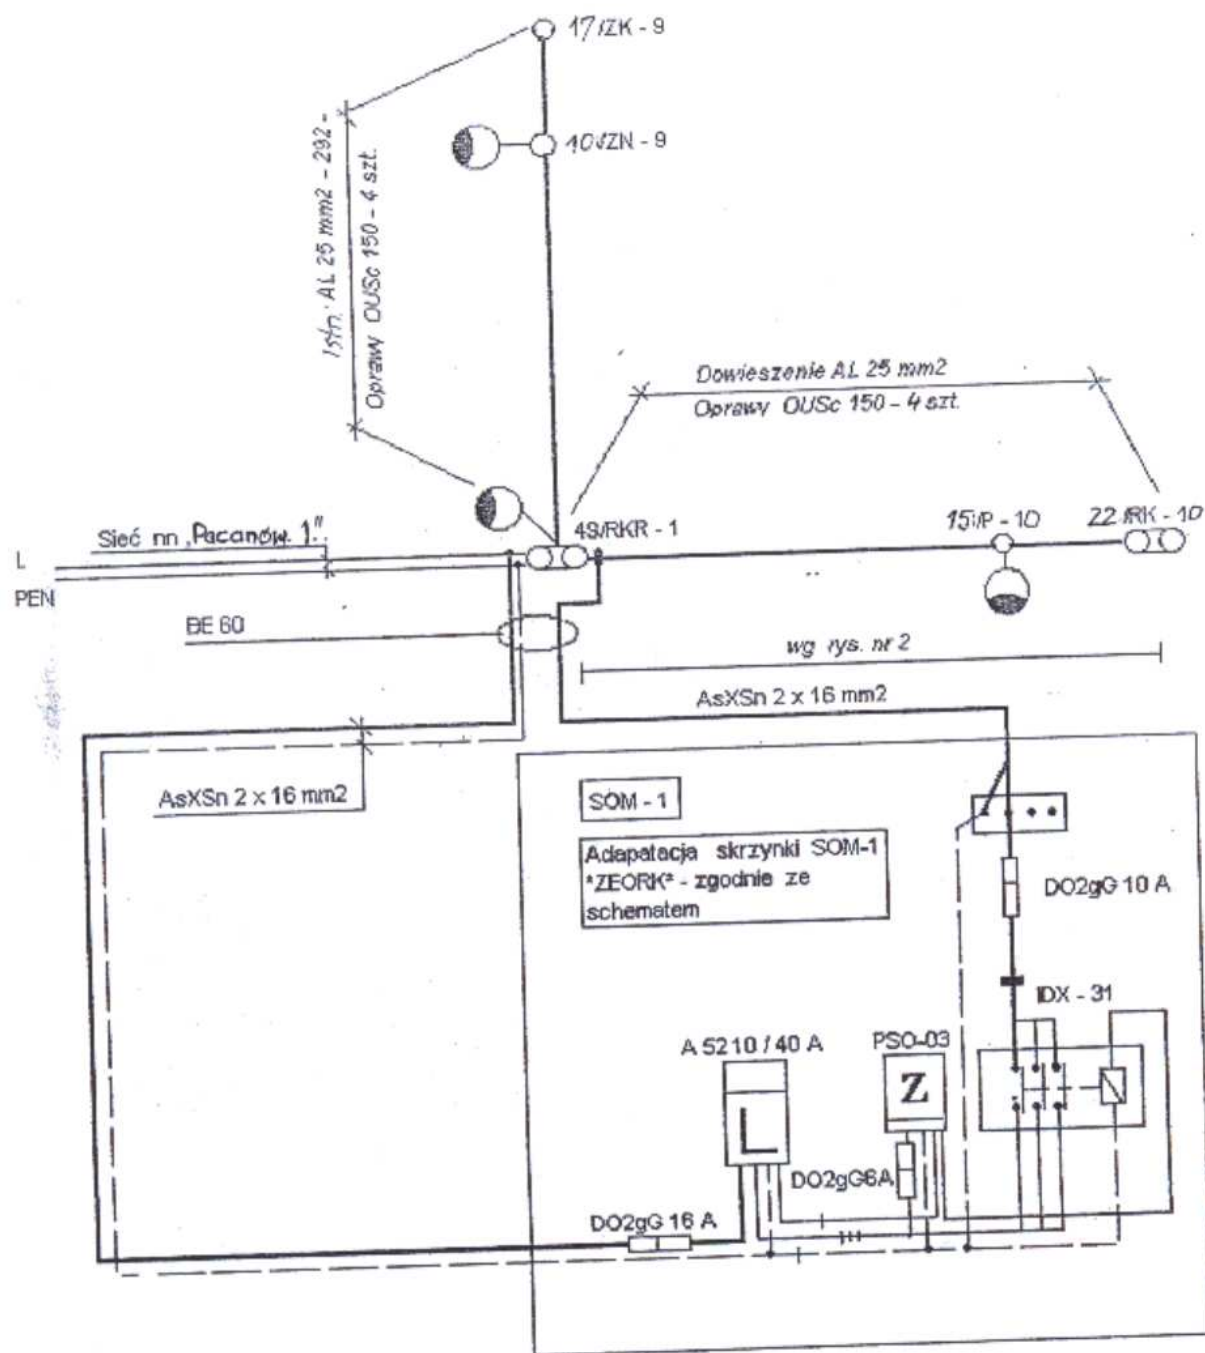 17/ZK - 9
10/ZN - 9
Istn. AL 25 mm2 - 292 -
Oprawy OUSc 150 - 4 szt.
Dowieszenie AL 25 mm2
Oprawy OUSc 150 - 4 szt.
Sieć nn „Pacanów. 1."
49/RKR - 1
15/P - 10
22/RK - 10
L
PEN
BE 60
wg rys. nr 2
AsXSn 2 x 16 mm2
AsXSn 2 x 16 mm2
SOM - 1
Adapatacja skrzynki SOM-1
"ZEORK" - zgodnie ze
schematem
DO2gG 10 A
IDX - 31
A 5210 / 40 A
PSO-03
Z
L
DO2gG6A
DO2gG 16 A